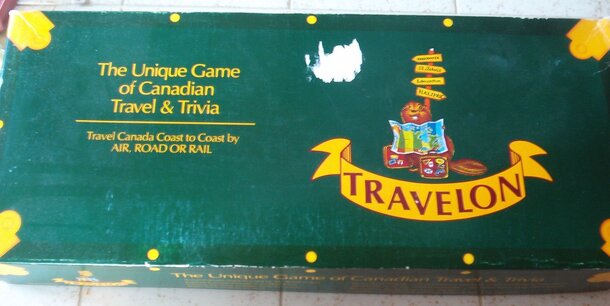 The Unique Game
of Canadian
Travel & Trivia
Travel Canada Coast to Coast by
AIR, ROAD OR RAIL
HALIFAX
TRAVELON
The Unique Game of Canadian Travel & Trivia